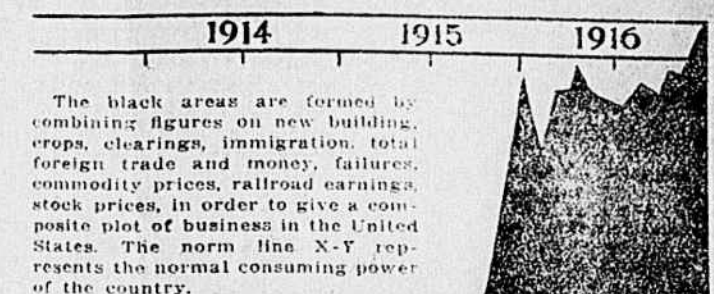 1914 1915 1916
The black areas are formed by
combining figures on new building,
crops, clearings, immigration, total
foreign trade and money, failures,
commodity prices, railroad earnings,
stock prices, in order to give a com-
posite plot of business in the United
States. The norm line X-Y rep-
resents the normal consuming power
of the country.